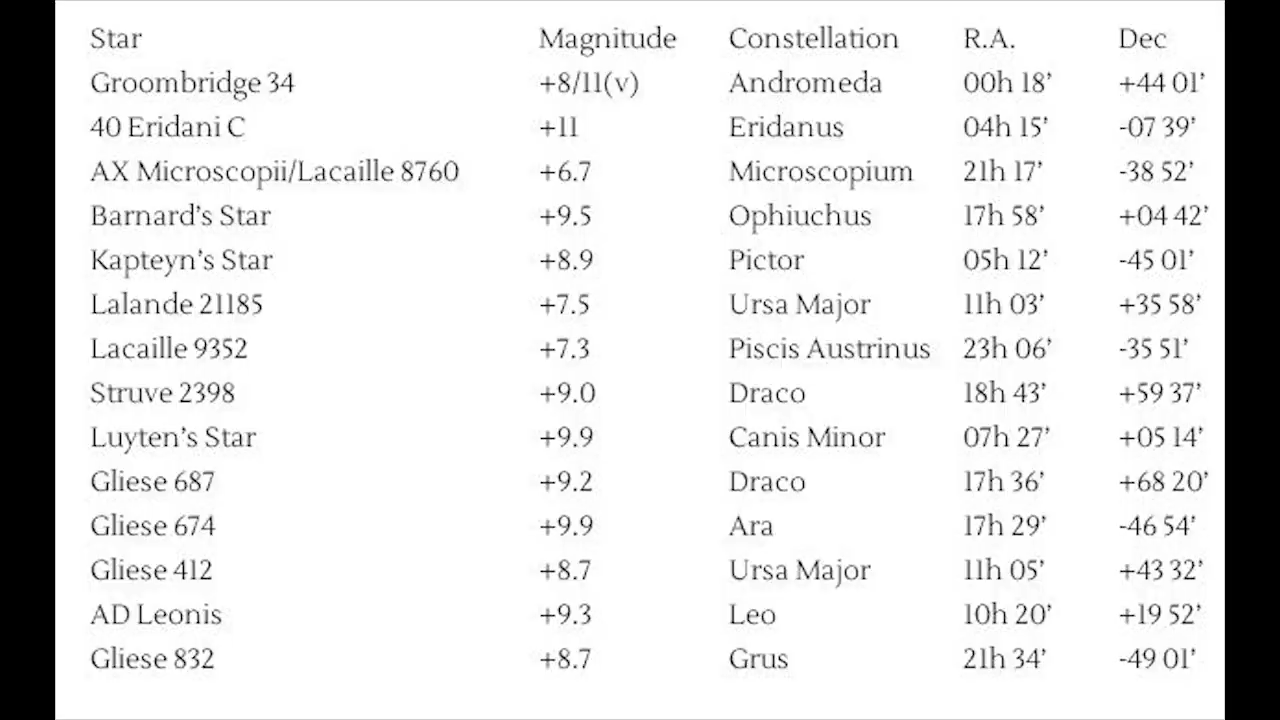 Star Magnitude Constellation R.A. Dec
Groombridge 34 +8/11(v) Andromeda 00h 18’ +44 01’
40 Eridani C +11 Eridanus 04h 15’ -07 39’
AX Microscopii/Lacaille 8760 +6.7 Microscopium 21h 17’ -38 52’
Barnard’s Star +9.5 Ophiuchus 17h 58’ +04 42’
Kapteyn’s Star +8.9 Pictor 05h 12’ -45 01’
Lalande 21185 +7.5 Ursa Major 11h 03’ +35 58’
Lacaille 9352 +7.3 Piscis Austrinus 23h 06’ -35 51’
Struve 2398 +9.0 Draco 18h 43’ +59 37’
Luyten’s Star +9.9 Canis Minor 07h 27’ +05 14’
Gliese 687 +9.2 Draco 17h 36’ +68 20’
Gliese 674 +9.9 Ara 17h 29’ -46 54’
Gliese 412 +8.7 Ursa Major 11h 05’ +43 32’
AD Leonis +9.3 Leo 10h 20’ +19 52’
Gliese 832 +8.7 Grus 21h 34’ -49 01’